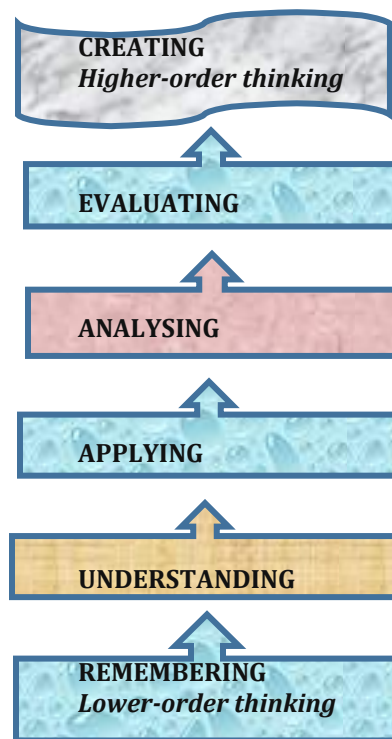 CREATING
Higher-order thinking
EVALUATING
ANALYSING
APPLYING
UNDERSTANDING
REMEMBERING
Lower-order thinking